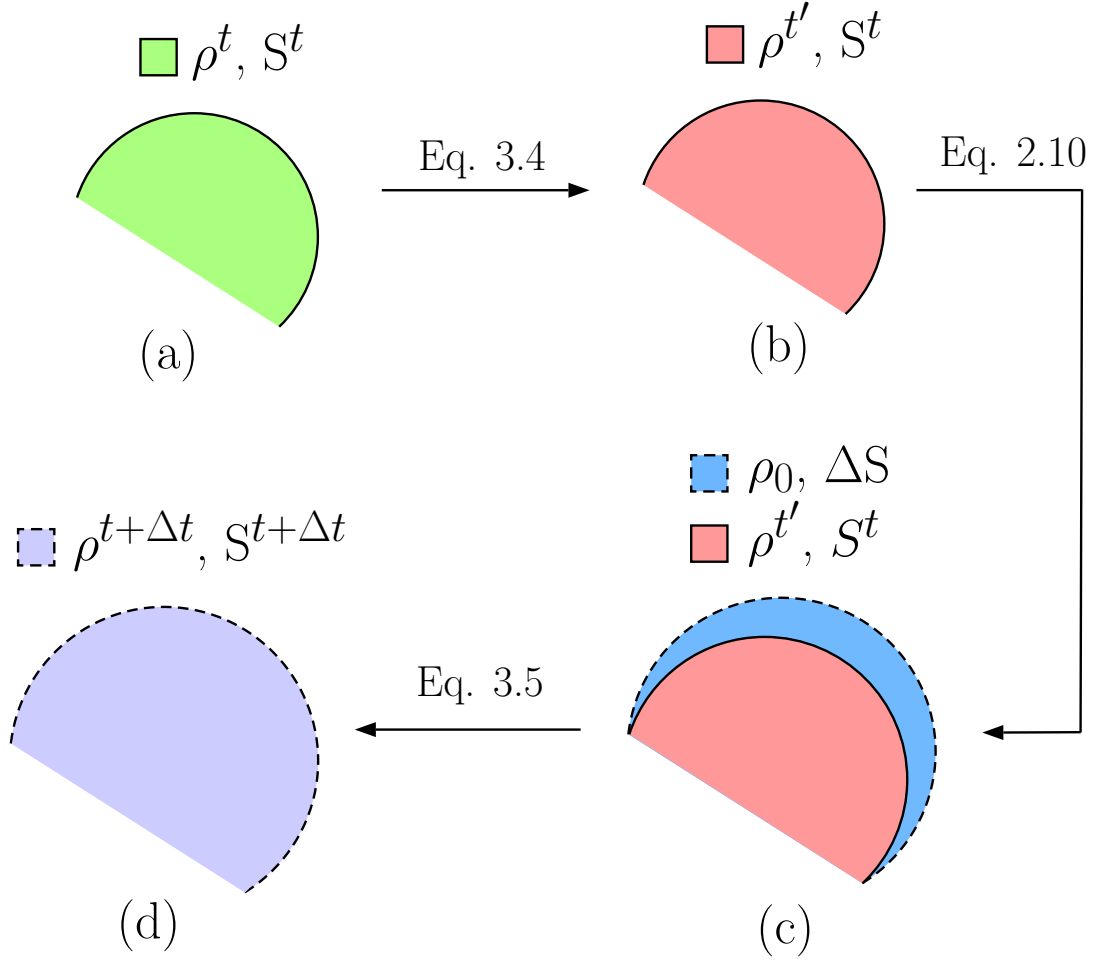 ρ^t, S^t
Eq. 3.4
(a)
ρ^{t′}, S^t
Eq. 2.10
(b)
ρ_0, ΔS
ρ^{t′}, S^t
(c)
Eq. 3.5
ρ^{t+Δt}, S^{t+Δt}
(d)